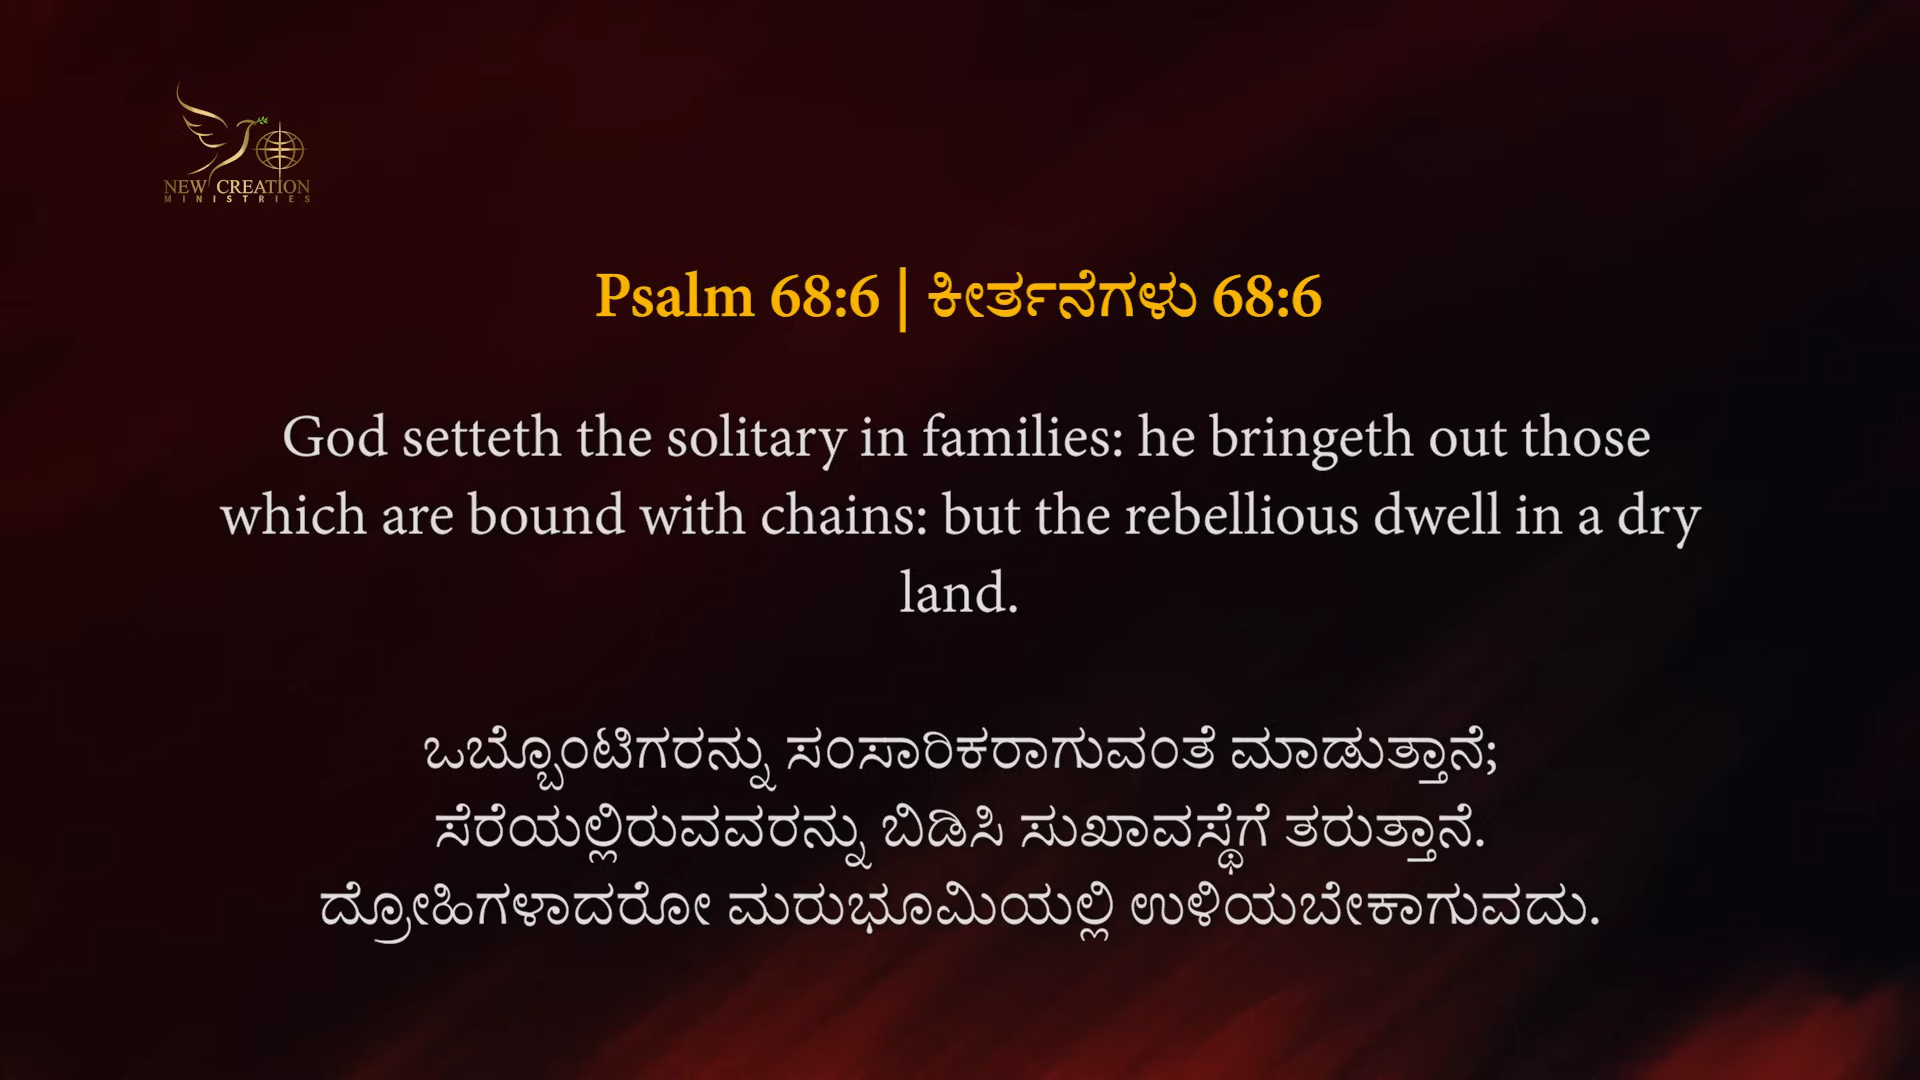 NEW CREATION
MINISTRIES
Psalm 68:6 | ಕೀರ್ತನೆಗಳು 68:6
God setteth the solitary in families: he bringeth out those
which are bound with chains: but the rebellious dwell in a dry
land.
ಒಬ್ಬೊಂಟಿಗರನ್ನು ಸಂಸಾರಿಕರಾಗುವಂತೆ ಮಾಡುತ್ತಾನೆ;
ಸೆರೆಯಲ್ಲಿರುವವರನ್ನು ಬಿಡಿಸಿ ಸುಖಾವಸ್ಥೆಗೆ ತರುತ್ತಾನೆ.
ದ್ರೋಹಿಗಳಾದರೋ ಮರುಭೂಮಿಯಲ್ಲಿ ಉಳಿಯಬೇಕಾಗುವದು.